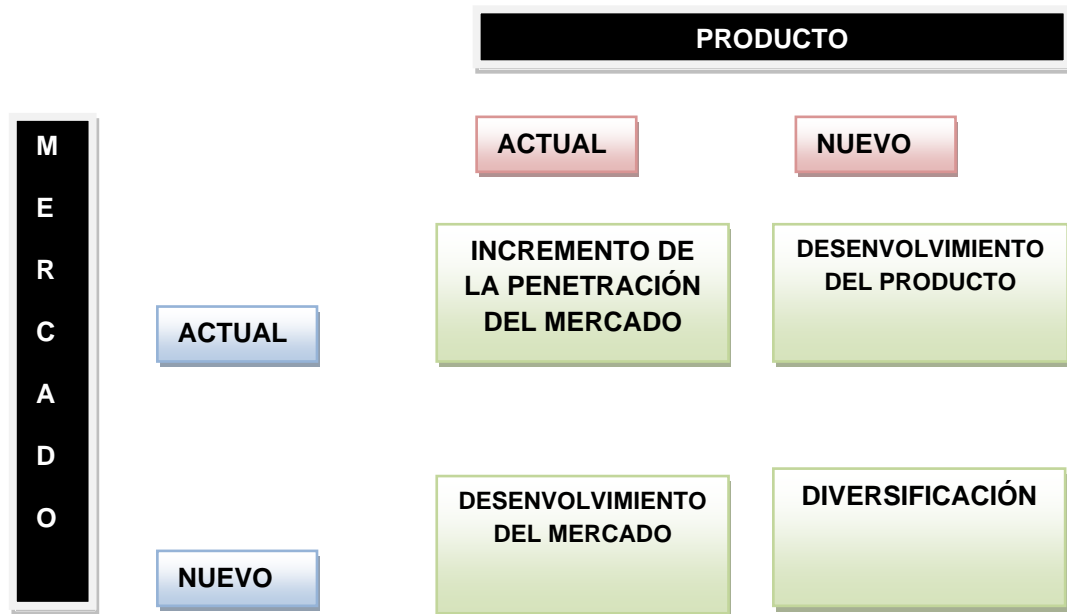 PRODUCTO
M
E
R
C
A
D
O
ACTUAL
NUEVO
ACTUAL
INCREMENTO DE
LA PENETRACIÓN
DEL MERCADO
DESENVOLVIMIENTO
DEL PRODUCTO
NUEVO
DESENVOLVIMIENTO
DEL MERCADO
DIVERSIFICACIÓN